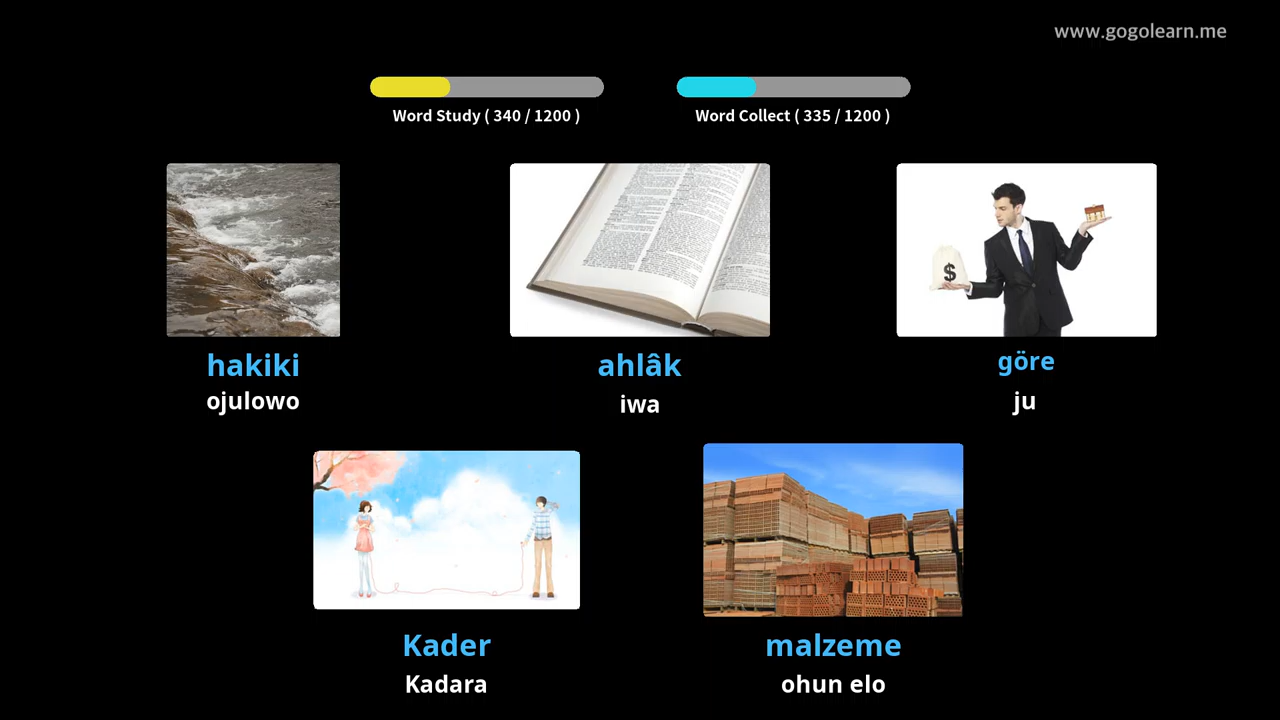 www.gogolearn.me
Word Study ( 340 / 1200 )
Word Collect ( 335 / 1200 )
$
hakiki
ojulowo
ahlâk
iwa
göre
ju
Kader
Kadara
malzeme
ohun elo